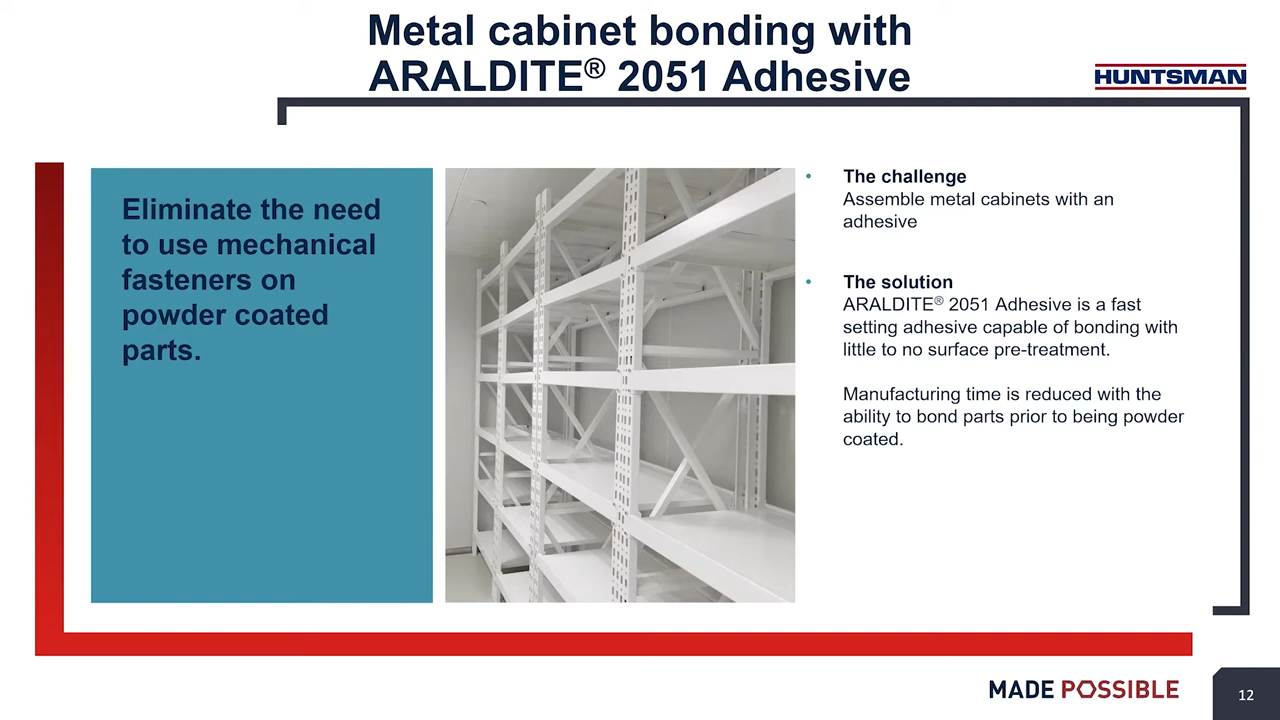 Metal cabinet bonding with
ARALDITE® 2051 Adhesive
HUNTSMAN
Eliminate the need
to use mechanical
fasteners on
powder coated
parts.
• The challenge
Assemble metal cabinets with an
adhesive
• The solution
ARALDITE® 2051 Adhesive is a fast
setting adhesive capable of bonding with
little to no surface pre-treatment.
Manufacturing time is reduced with the
ability to bond parts prior to being powder
coated.
MADE POSSIBLE
12